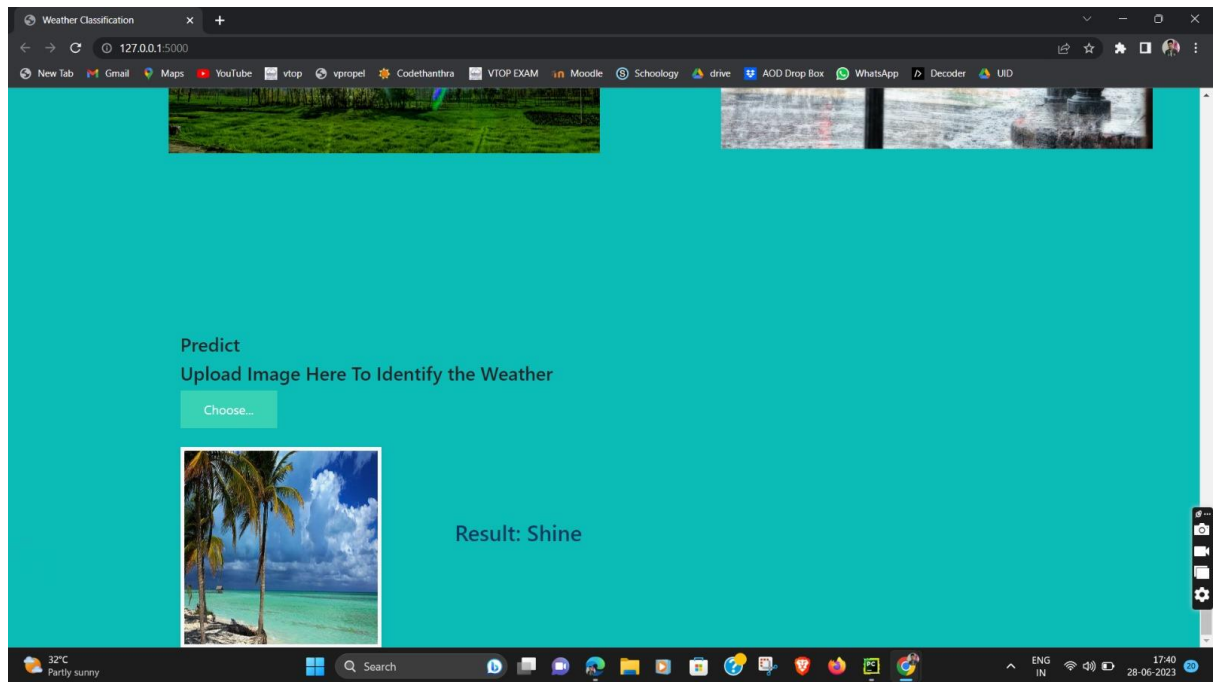 Weather Classification
127.0.0.1:5000
New Tab Gmail Maps YouTube vtop vpropel Codethanthra VTOP EXAM Moodle Schoology drive AOD Drop Box WhatsApp Decoder UID
Predict
Upload Image Here To Identify the Weather
Choose...
Result: Shine
32°C
Partly sunny
Search
ENG
IN
17:40
28-06-2023
20